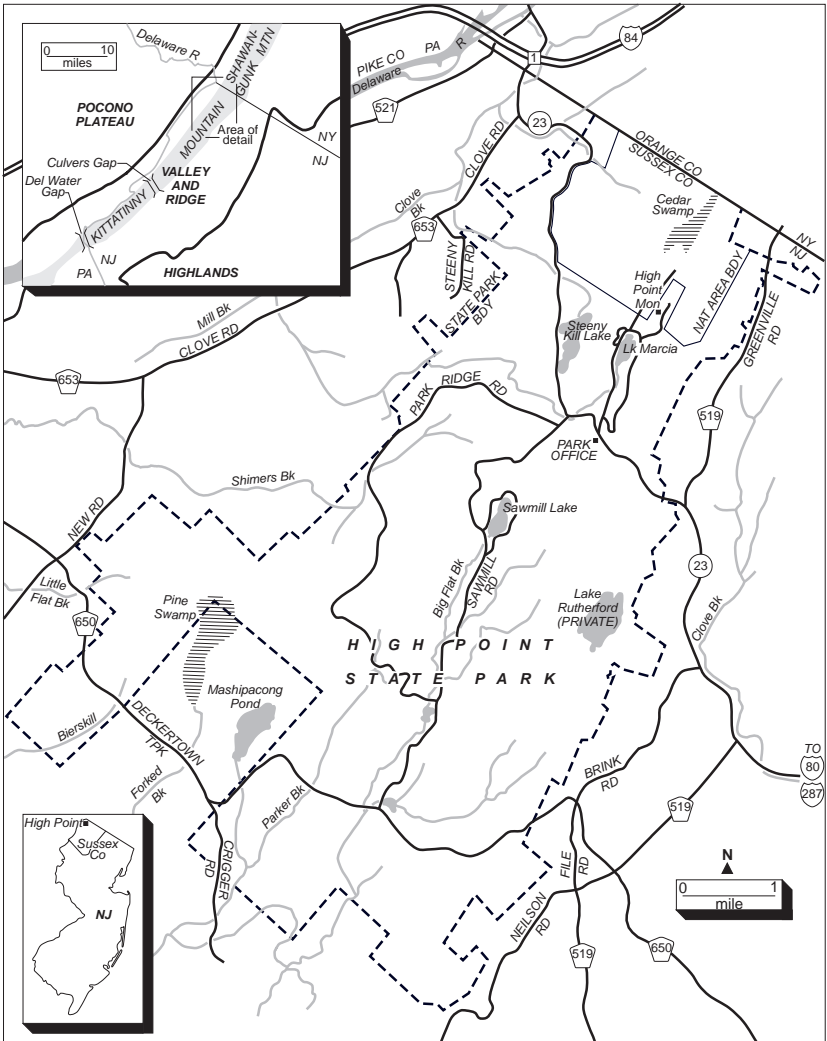 0 10
miles
Delaware R
SHAWAN-
GUNK MTN
POCONO
PLATEAU
MOUNTAIN
Area of
detail
NY
NJ
Culvers Gap
VALLEY
AND
RIDGE
Del Water
Gap
KITTATINNY
NJ
PA
HIGHLANDS
PIKE CO
PA
Delaware
R
84
1
521
23
CLOVE RD
ORANGE CO
SUSSEX CO
Cedar
Swamp
NY
NJ
Clove
Bk
653
STEENY
KILL RD
STATE PARK
BDY
High
Point
Mon
NAT AREA BDY
GREENVILLE
RD
Mill Bk
CLOVE RD
Steeny
Kill Lake
Lk Marcia
653
PARK RIDGE RD
519
PARK
OFFICE
Shimers Bk
Sawmill Lake
NEW RD
23
Big Flat Bk
SAWMILL
RD
Little
Flat Bk
Pine
Swamp
Lake
Rutherford
(PRIVATE)
Clove Bk
650
HIGH POINT
STATE PARK
Mashipacong
Pond
Bierskill
DECKERTOWN
TPK
TO
80
287
Forked
Bk
BRINK
RD
Parker Bk
519
High Point
Sussex
Co
NJ
CRIGGER
RD
FILE
RD
N
0 1
mile
NEILSON
RD
519
650